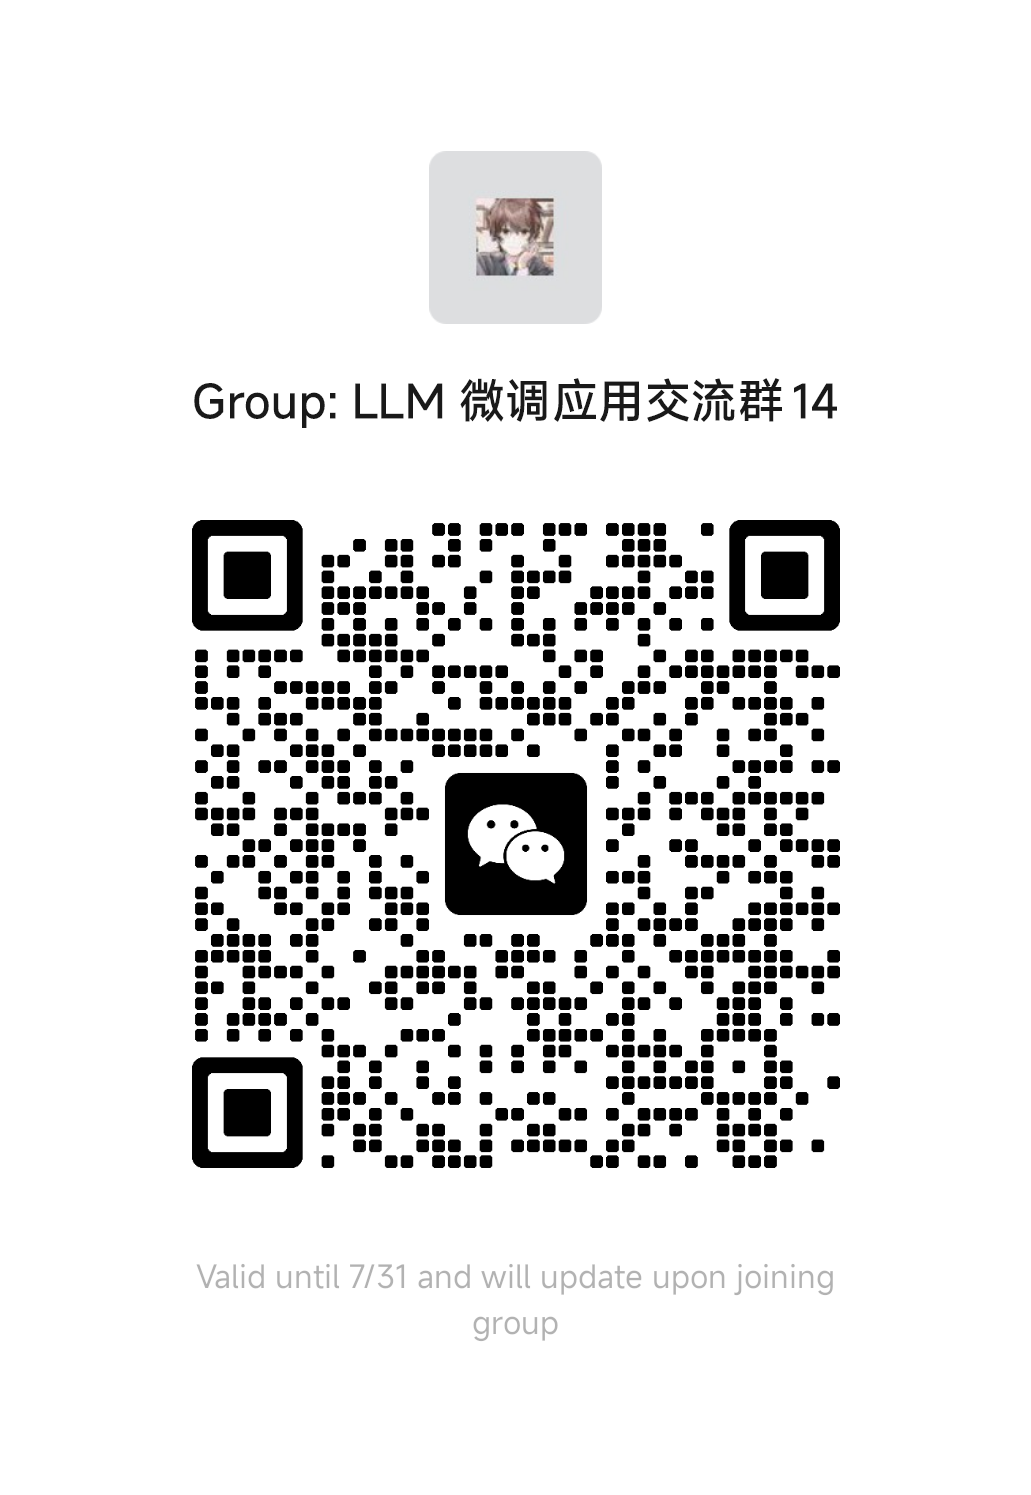 Group: LLM 微调应用交流群14
Valid until 7/31 and will update upon joining
group